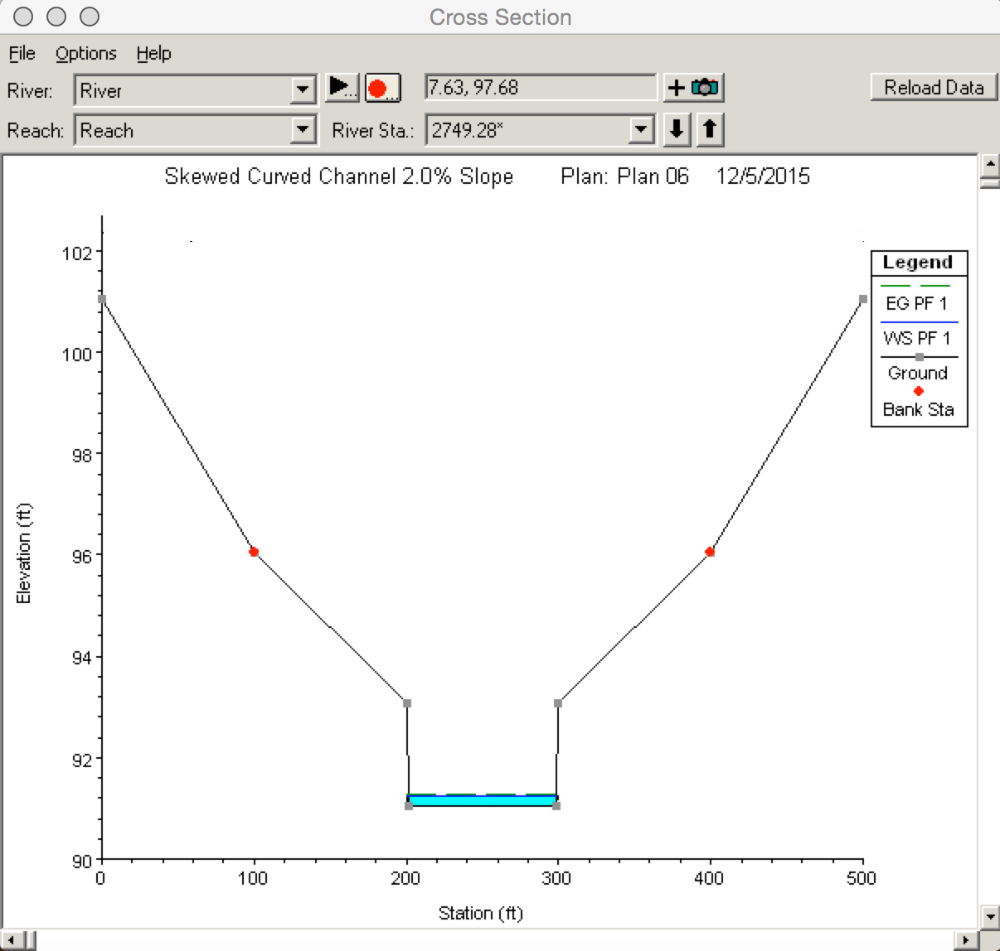 Cross Section
File Options Help
River: River 7.63, 97.68 Reload Data
Reach: Reach River Sta.: 2749.28*
Skewed Curved Channel 2.0% Slope Plan: Plan 06 12/5/2015
102
100
98
96
94
92
90
Elevation (ft)
0 100 200 300 400 500
Station (ft)
Legend
EG PF 1
WS PF 1
Ground
Bank Sta